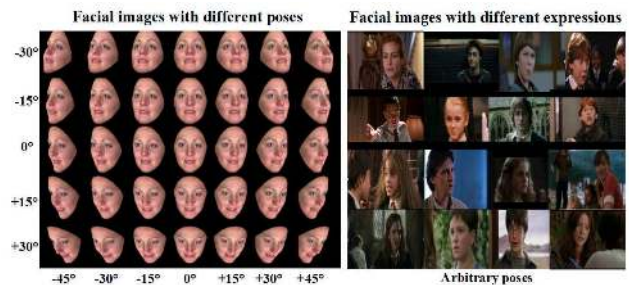 Facial images with different poses
Facial images with different expressions
-30°
-15°
0°
+15°
+30°
-45° -30° -15° 0° +15° +30° +45°
Arbitrary poses